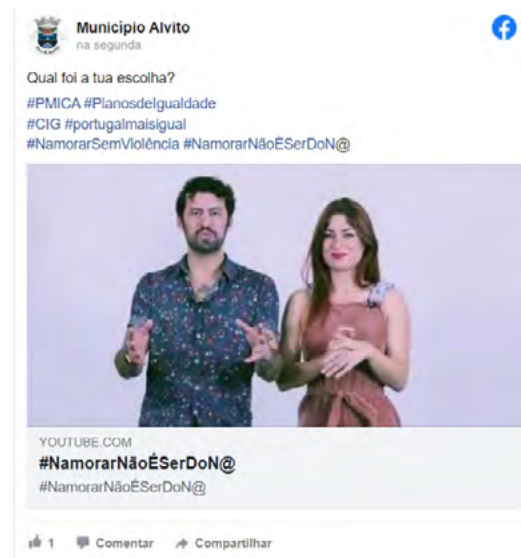 Município Alvito
na segunda
Qual foi a tua escolha?
#PMICA #PlanosdeIgualdade
#CIG #portugalmaisigual
#NamorarSemViolência #NamorarNãoÉSerDoN@
YOUTUBE.COM
#NamorarNãoÉSerDoN@
#NamorarNãoÉSerDoN@
1 Comentar Compartilhar